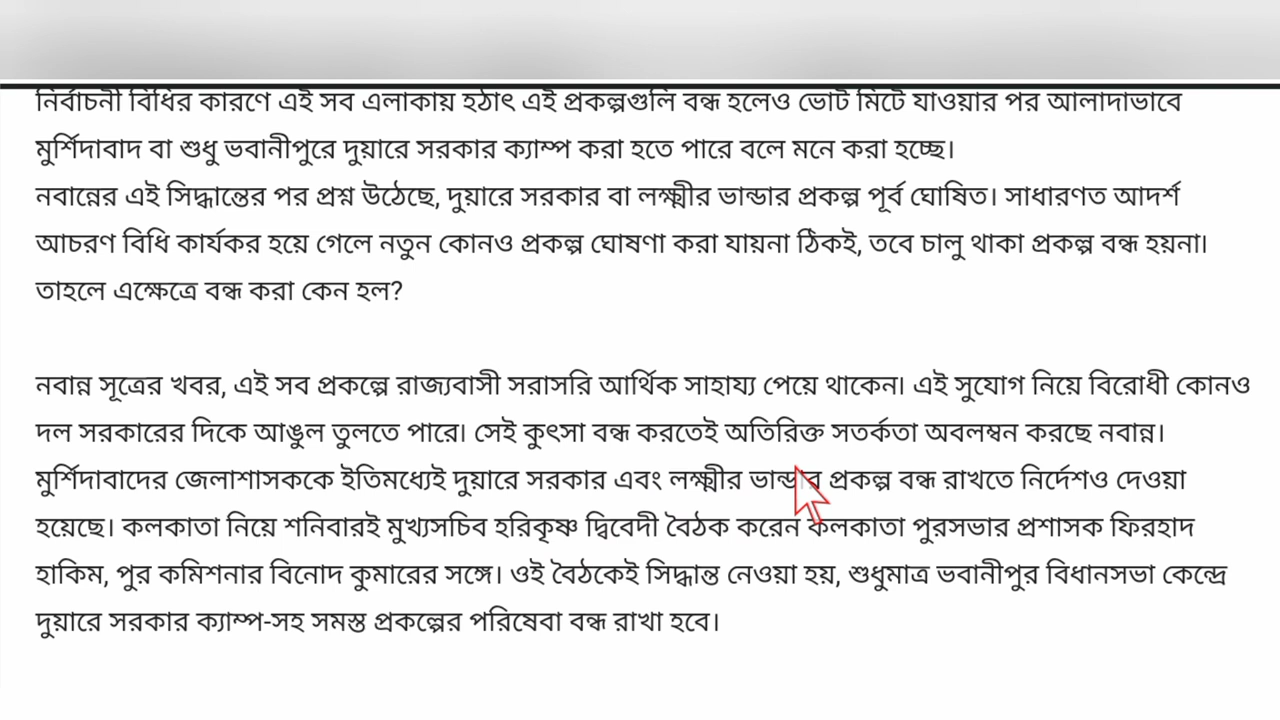 নির্বাচনী বিধির কারণে এই সব এলাকায় হঠাৎ এই প্রকল্পগুলি বন্ধ হলেও ভোট মিটে যাওয়ার পর আলাদাভাবে
মুর্শিদাবাদ বা শুধু ভবানীপুরে দুয়ারে সরকার ক্যাম্প করা হতে পারে বলে মনে করা হচ্ছে।
নবান্নের এই সিদ্ধান্তের পর প্রশ্ন উঠেছে, দুয়ারে সরকার বা লক্ষ্মীর ভান্ডার প্রকল্প পূর্ব ঘোষিত। সাধারণত আদর্শ
আচরণ বিধি কার্যকর হয়ে গেলে নতুন কোনও প্রকল্প ঘোষণা করা যায়না ঠিকই, তবে চালু থাকা প্রকল্প বন্ধ হয়না।
তাহলে এক্ষেত্রে বন্ধ করা কেন হল?
নবান্ন সূত্রের খবর, এই সব প্রকল্পে রাজ্যবাসী সরাসরি আর্থিক সাহায্য পেয়ে থাকেন। এই সুযোগ নিয়ে বিরোধী কোনও
দল সরকারের দিকে আঙুল তুলতে পারে। সেই কুৎসা বন্ধ করতেই অতিরিক্ত সতর্কতা অবলম্বন করছে নবান্ন।
মুর্শিদাবাদের জেলাশাসককে ইতিমধ্যেই দুয়ারে সরকার এবং লক্ষ্মীর ভান্ডার প্রকল্প বন্ধ রাখতে নির্দেশও দেওয়া
হয়েছে। কলকাতা নিয়ে শনিবারই মুখ্যসচিব হরিকৃষ্ণ দ্বিবেদী বৈঠক করেন কলকাতা পুরসভার প্রশাসক ফিরহাদ
হাকিম, পুর কমিশনার বিনোদ কুমারের সঙ্গে। ওই বৈঠকেই সিদ্ধান্ত নেওয়া হয়, শুধুমাত্র ভবানীপুর বিধানসভা কেন্দ্রে
দুয়ারে সরকার ক্যাম্প-সহ সমস্ত প্রকল্পের পরিষেবা বন্ধ রাখা হবে।